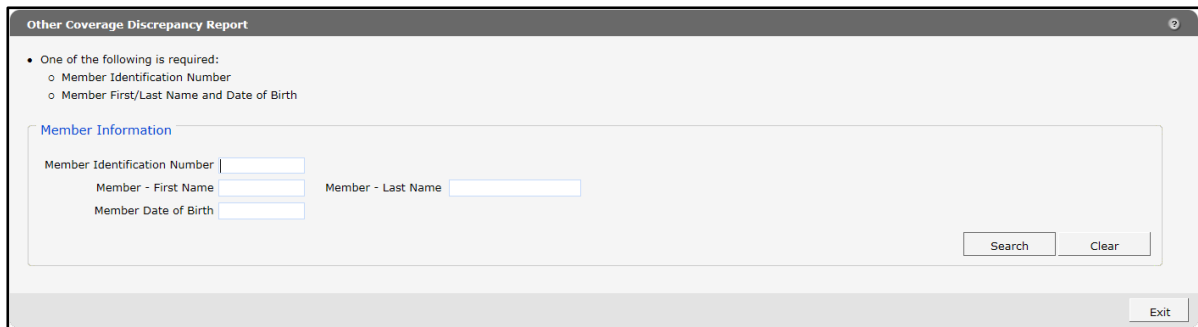 Other Coverage Discrepancy Report ?
• One of the following is required:
o Member Identification Number
o Member First/Last Name and Date of Birth
Member Information
Member Identification Number
Member - First Name Member - Last Name
Member Date of Birth
Search Clear
Exit